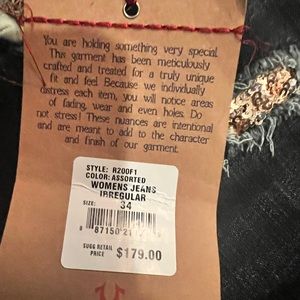 You are holding something very special.
This garment has been meticulously
crafted and treated for a truly unique
fit and feel Because we individually
distress each item, you will notice areas
of fading, wear and even holes. Do
not stress! These nuances are intentional
and are meant to add to the character
and finish of our garment.
STYLE: R200F1
COLOR: ASSORTED
WOMENS JEANS
IRREGULAR
SIZE: 34
SUGG RETAIL
PRICE $179.00